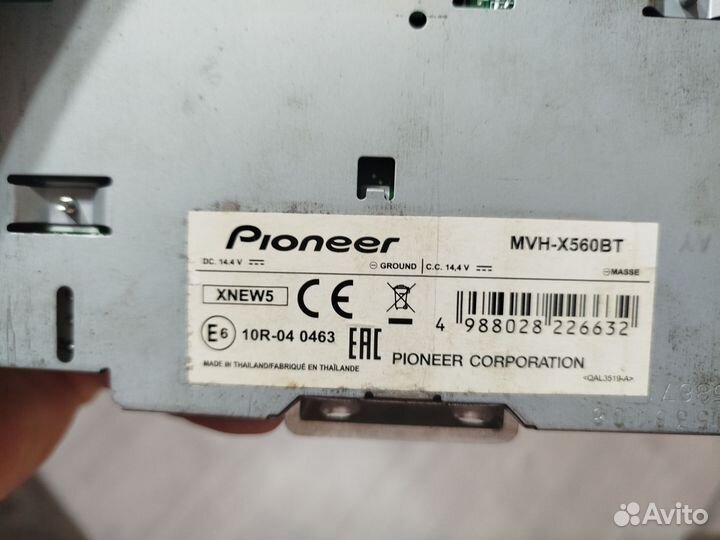 Pioneer
MVH-X560BT
DC. 14.4 V
⊖ GROUND
C.C. 14,4 V
⊖MASSE
XNEW5
CE
E6
10R-04 0463
EAC
4 988028 226632
PIONEER CORPORATION
MADE IN THAILAND/FABRIQUÉ EN THAÏLANDE
<QAL3519-A>
Avito